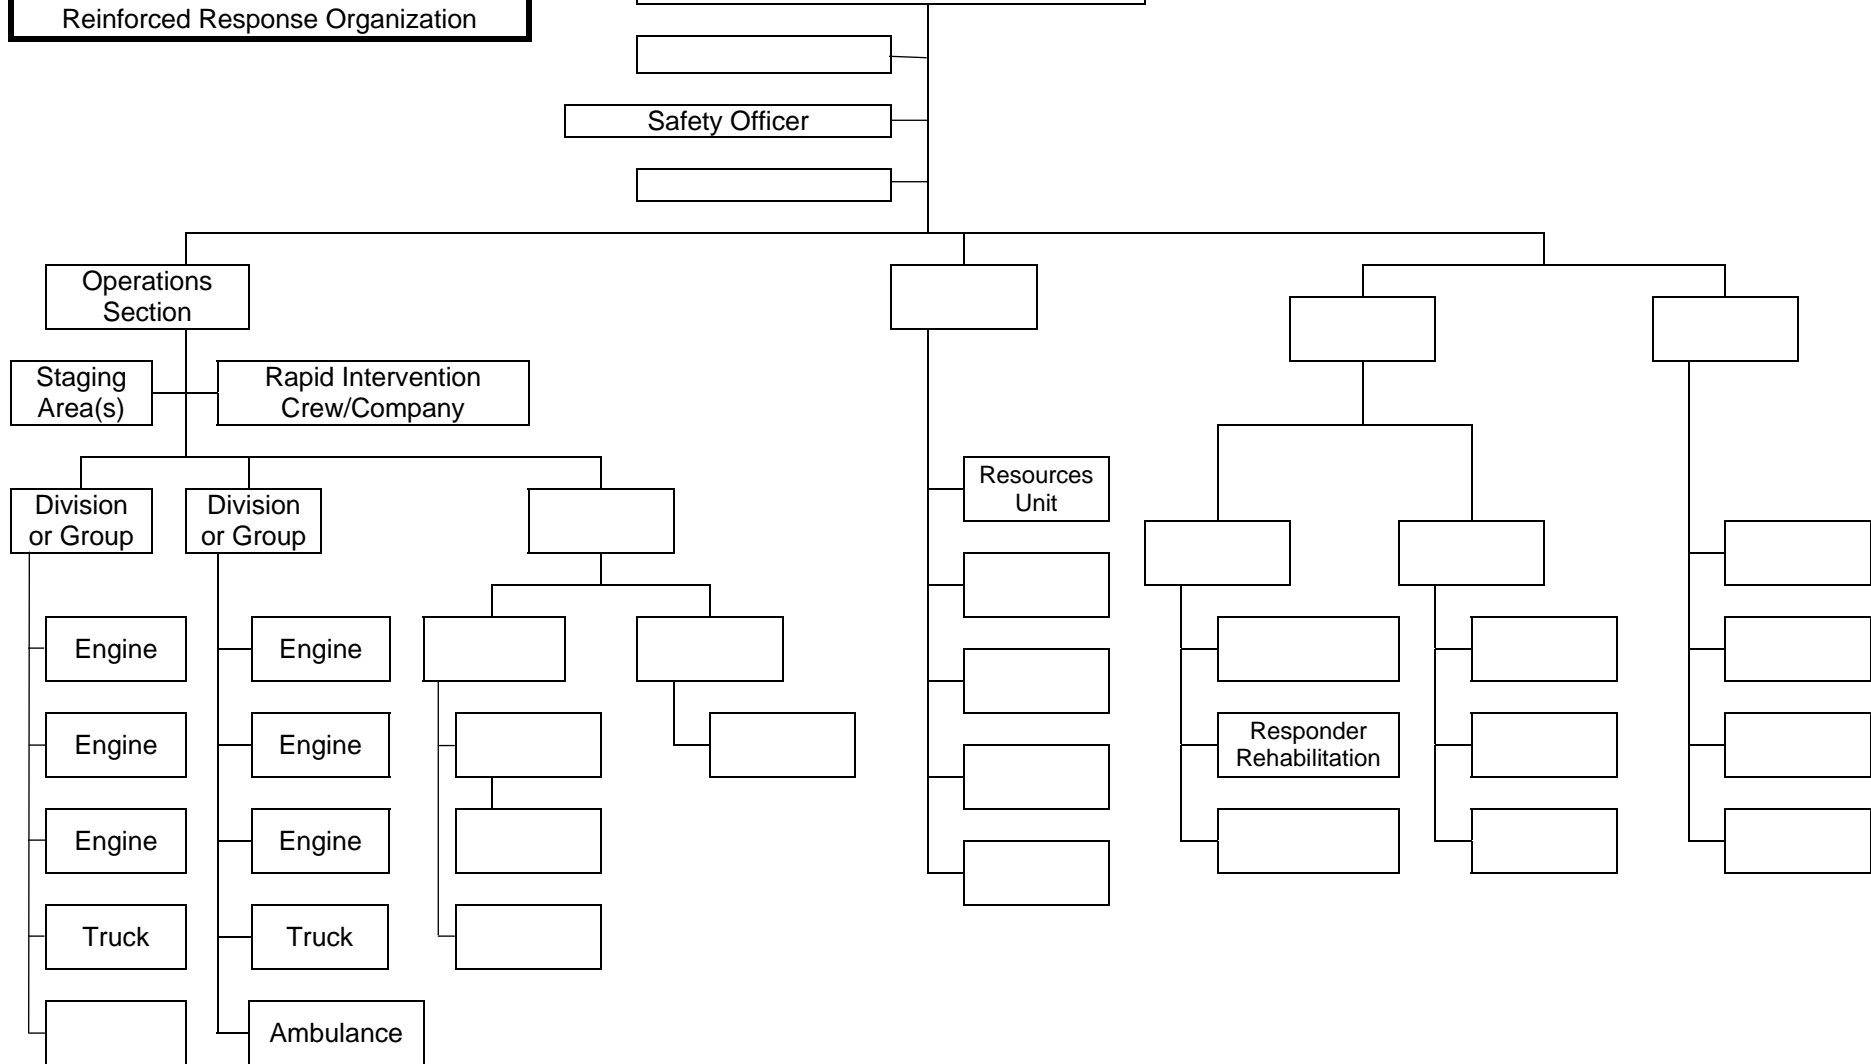 Reinforced Response Organization
Safety Officer
Operations
Section
Staging
Area(s)
Rapid Intervention
Crew/Company
Division
or Group
Division
or Group
Resources
Unit
Engine
Engine
Engine
Engine
Responder
Rehabilitation
Engine
Engine
Truck
Truck
Ambulance